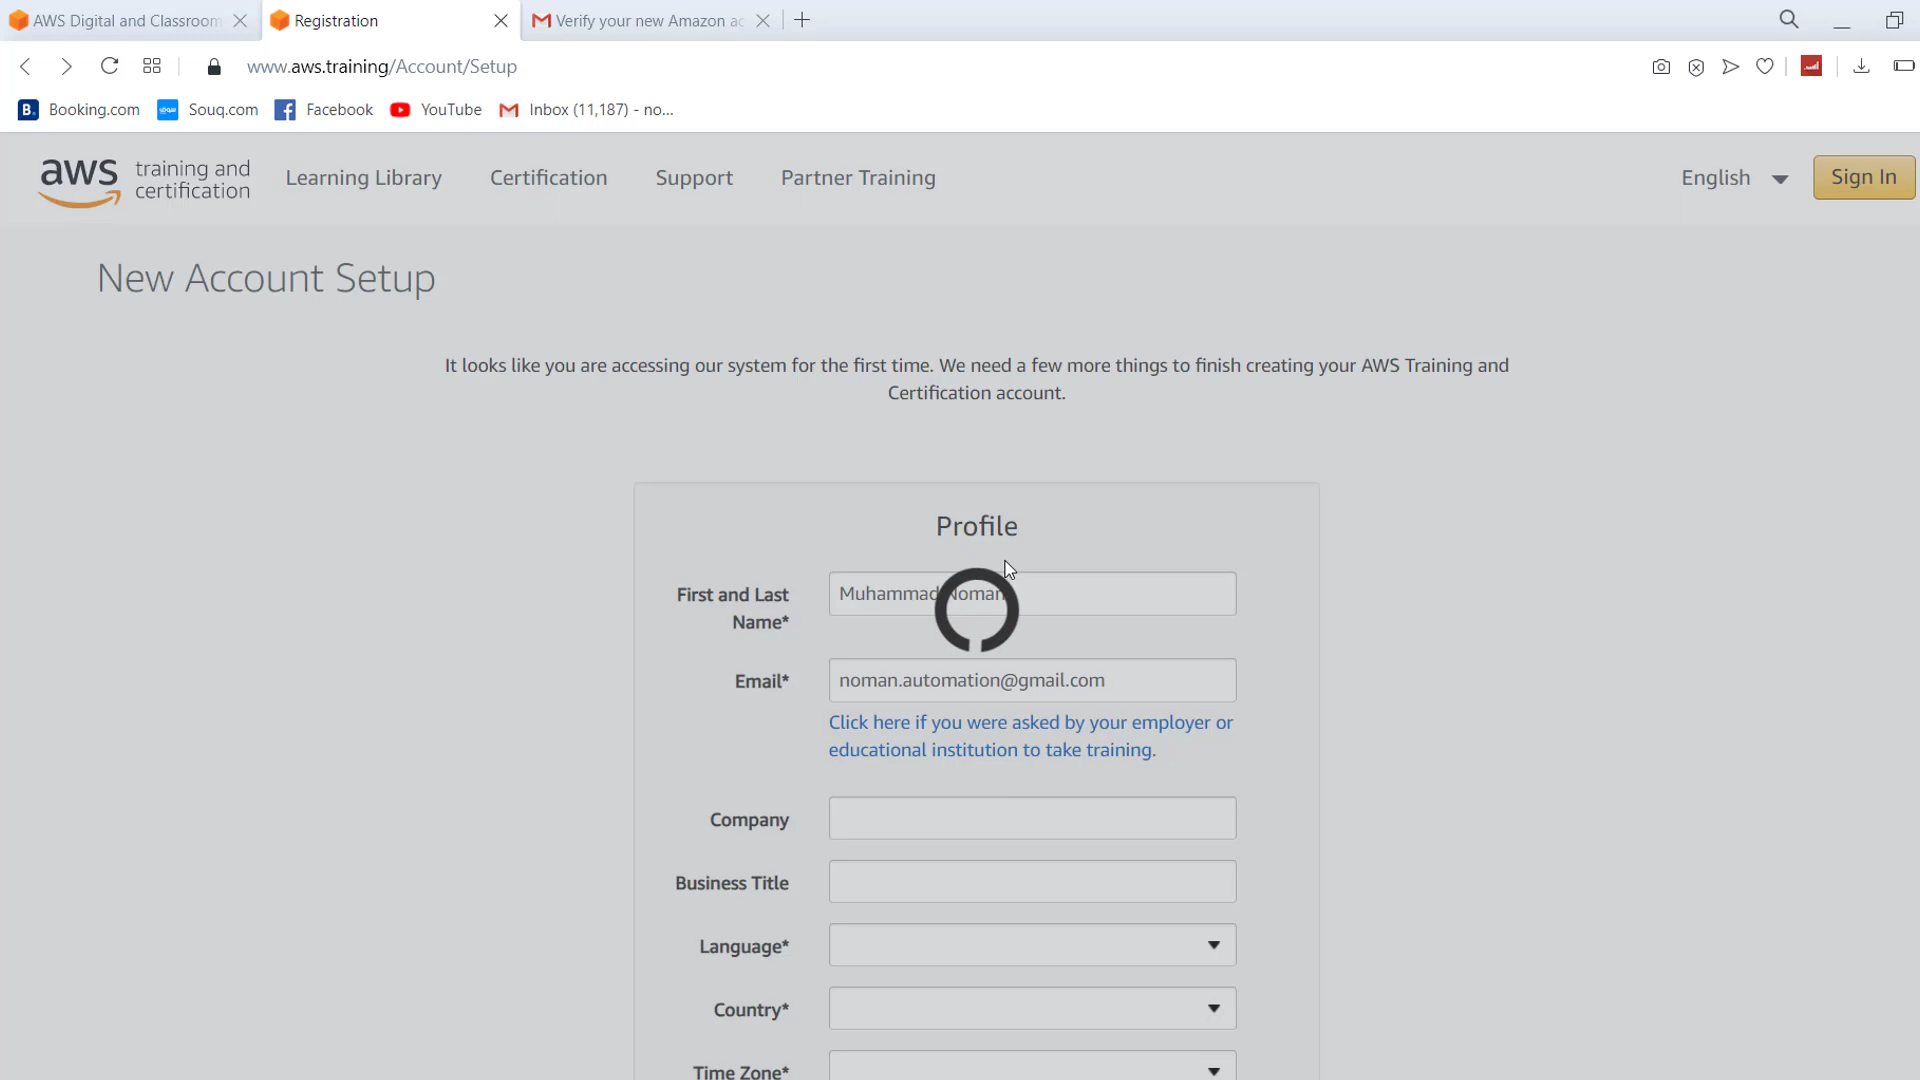 AWS Digital and Classroom
Registration
Verify your new Amazon ac
www.aws.training/Account/Setup
B. Booking.com
Souq.com
Facebook
YouTube
Inbox (11,187) - no...
aws training and certification
Learning Library
Certification
Support
Partner Training
English
Sign In
New Account Setup
It looks like you are accessing our system for the first time. We need a few more things to finish creating your AWS Training and
Certification account.
Profile
First and Last
Name*
Muhammad Noman
Email*
noman.automation@gmail.com
Click here if you were asked by your employer or
educational institution to take training.
Company
Business Title
Language*
Country*
Time Zone*